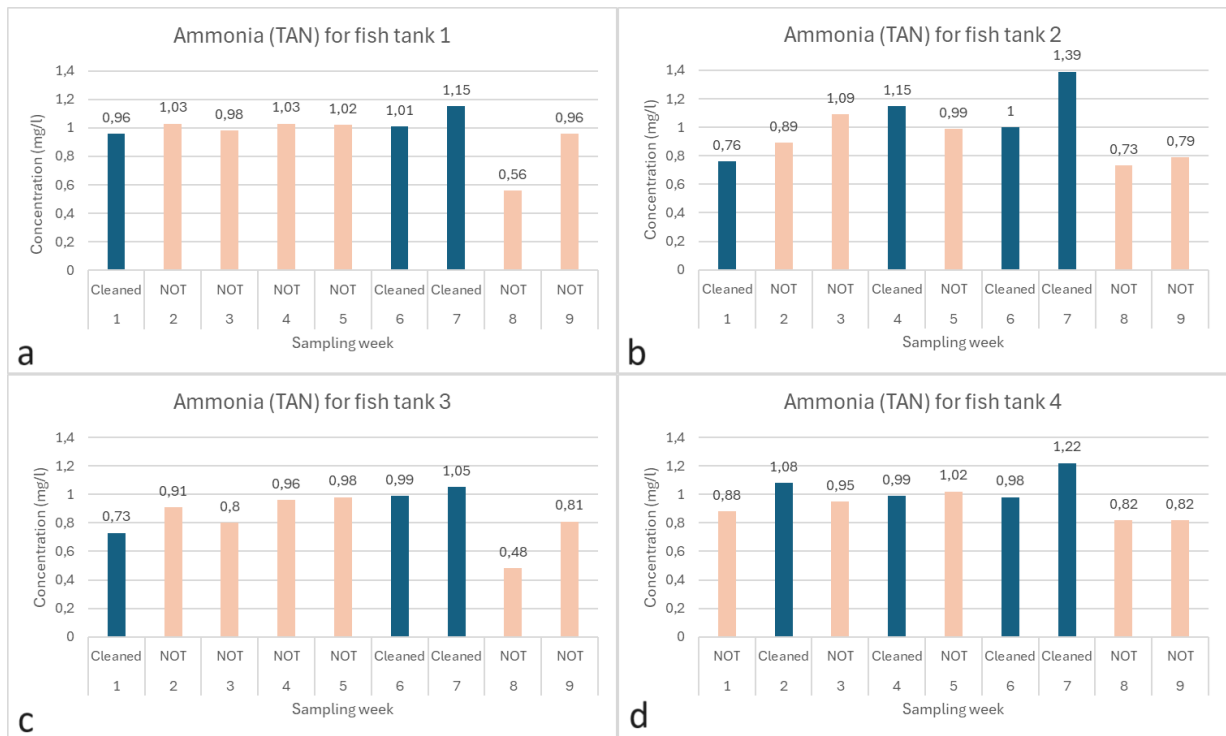 Ammonia (TAN) for fish tank 1
Concentration (mg/l)
1,4
1,2
1
0,8
0,6
0,4
0,2
0
0,96 1,03 0,98 1,03 1,02 1,01 1,15 0,56 0,96
Cleaned NOT NOT NOT NOT Cleaned Cleaned NOT NOT
1 2 3 4 5 6 7 8 9
Sampling week
a
Ammonia (TAN) for fish tank 2
Concentration (mg/l)
1,4
1,2
1
0,8
0,6
0,4
0,2
0
0,76 0,89 1,09 1,15 0,99 1 1,39 0,73 0,79
Cleaned NOT NOT Cleaned NOT Cleaned Cleaned NOT NOT
1 2 3 4 5 6 7 8 9
Sampling week
b
Ammonia (TAN) for fish tank 3
Concentration (mg/l)
1,4
1,2
1
0,8
0,6
0,4
0,2
0
0,73 0,91 0,8 0,96 0,98 0,99 1,05 0,48 0,81
Cleaned NOT NOT NOT NOT Cleaned Cleaned NOT NOT
1 2 3 4 5 6 7 8 9
Sampling week
c
Ammonia (TAN) for fish tank 4
Concentration (mg/l)
1,4
1,2
1
0,8
0,6
0,4
0,2
0
0,88 1,08 0,95 0,99 1,02 0,98 1,22 0,82 0,82
NOT Cleaned NOT Cleaned NOT Cleaned Cleaned NOT NOT
1 2 3 4 5 6 7 8 9
Sampling week
d